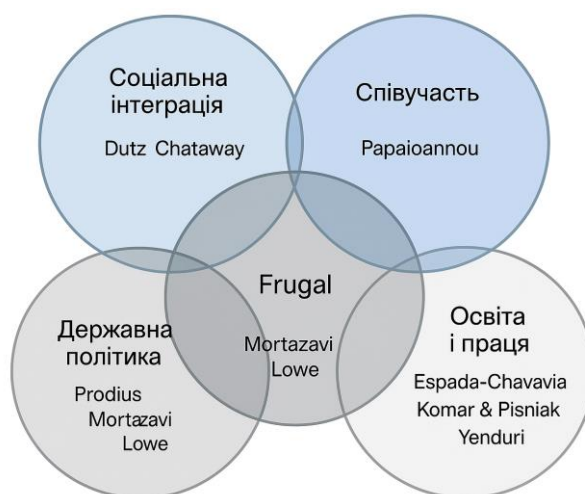 Соціальна
інтеграція
Dutz Chataway
Співучасть
Papaioannou
Frugal
Mortazavi
Lowe
Державна
політика
Prodius
Mortazavi
Lowe
Освіта
і праця
Espada-Chavavia
Komar & Pisniak
Yenduri